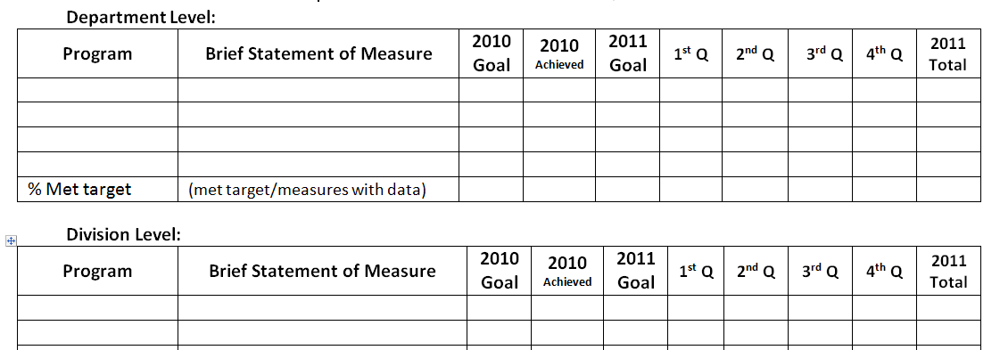 Department Level:
Program Brief Statement of Measure 2010 Goal 2010 Achieved 2011 Goal 1st Q 2nd Q 3rd Q 4th Q 2011 Total
% Met target (met target/measures with data)
Division Level:
Program Brief Statement of Measure 2010 Goal 2010 Achieved 2011 Goal 1st Q 2nd Q 3rd Q 4th Q 2011 Total